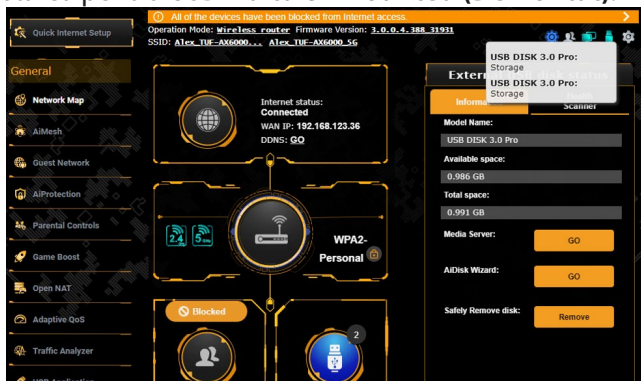 All of the devices have been blocked from Internet access.
Quick Internet Setup
Operation Mode: Wireless router Firmware Version: 3.0.0.4.388_31931
SSID: Alex_TUF-AX6000... Alex_TUF-AX6000_5G
USB DISK 3.0 Pro:
Storage
USB DISK 3.0 Pro:
Storage
General
Network Map
AiMesh
Guest Network
AiProtection
Parental Controls
Game Boost
Open NAT
Adaptive QoS
Traffic Analyzer
USB Application
Internet status:
Connected
WAN IP: 192.168.123.36
DDNS: GO
2.4
5
WPA2-
Personal
Blocked
2
Scanner
Model Name:
USB DISK 3.0 Pro
Available space:
0.986 GB
Total space:
0.991 GB
Media Server:
GO
AiDisk Wizard:
GO
Safely Remove disk:
Remove